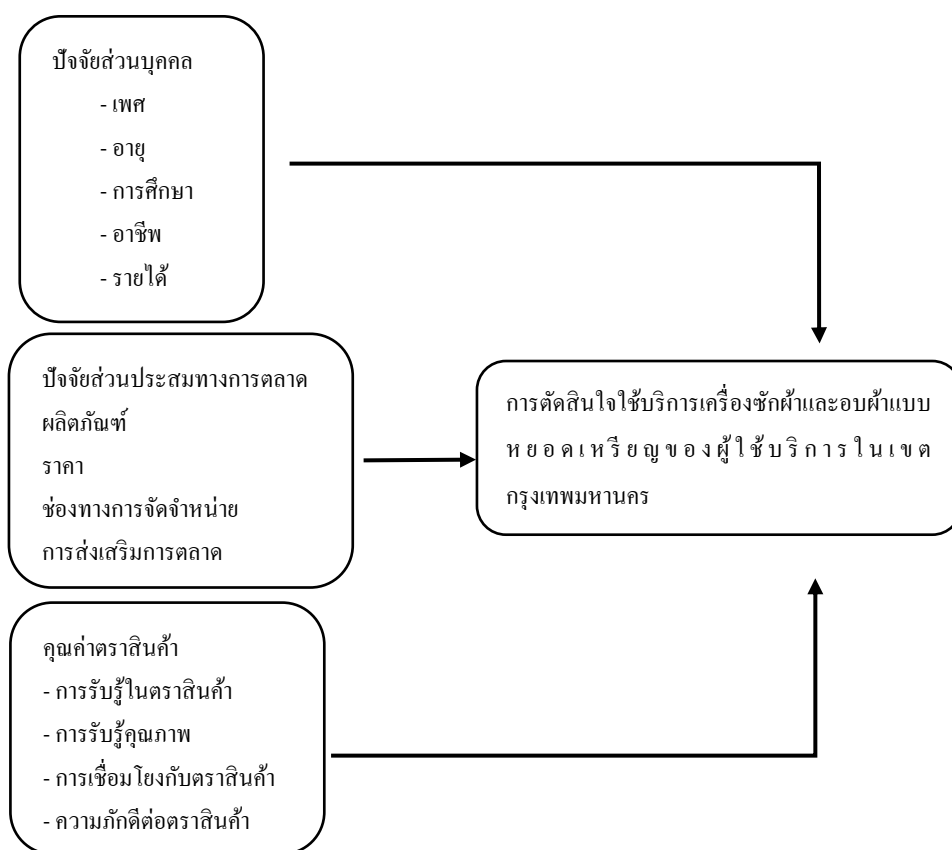 ปัจจัยส่วนบุคคล
- เพศ
- อายุ
- การศึกษา
- อาชีพ
- รายได้
ปัจจัยส่วนประสมทางการตลาด
ผลิตภัณฑ์
ราคา
ช่องทางการจัดจำหน่าย
การส่งเสริมการตลาด
การตัดสินใจใช้บริการเครื่องซักผ้าและอบผ้าแบบ
หยอดเหรียญของผู้ใช้บริการในเขต
กรุงเทพมหานคร
คุณค่าตราสินค้า
- การรับรู้ในตราสินค้า
- การรับรู้คุณภาพ
- การเชื่อมโยงกับตราสินค้า
- ความภักดีต่อตราสินค้า